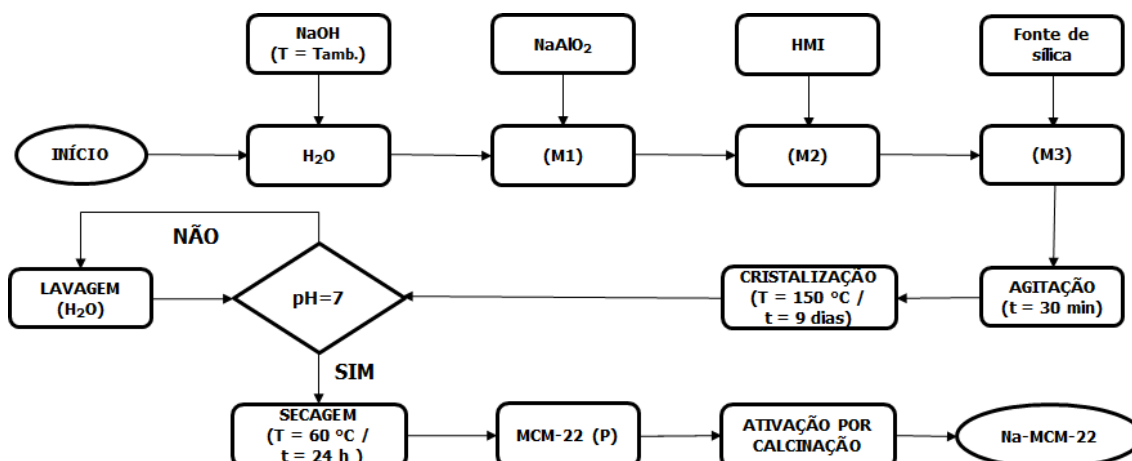 NaOH
(T = Tamb.)
NaAlO₂
HMI
Fonte de
sílica
INÍCIO
H₂O
(M1)
(M2)
(M3)
NÃO
LAVAGEM
(H₂O)
pH=7
CRISTALIZAÇÃO
(T = 150 °C /
t = 9 dias)
AGITAÇÃO
(t = 30 min)
SIM
SECAGEM
(T = 60 °C /
t = 24 h )
MCM-22 (P)
ATIVAÇÃO POR
CALCINAÇÃO
Na-MCM-22